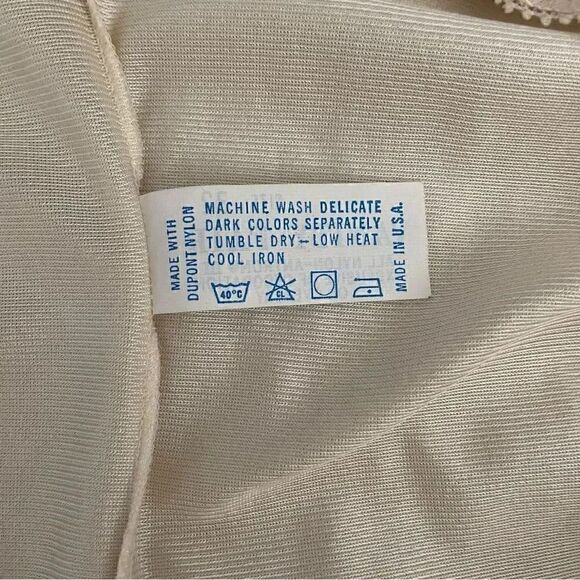 MADE WITH
DUPONT NYLON
MACHINE WASH DELICATE
DARK COLORS SEPARATELY
TUMBLE DRY–LOW HEAT
COOL IRON
40°C
CL
MADE IN U.S.A.